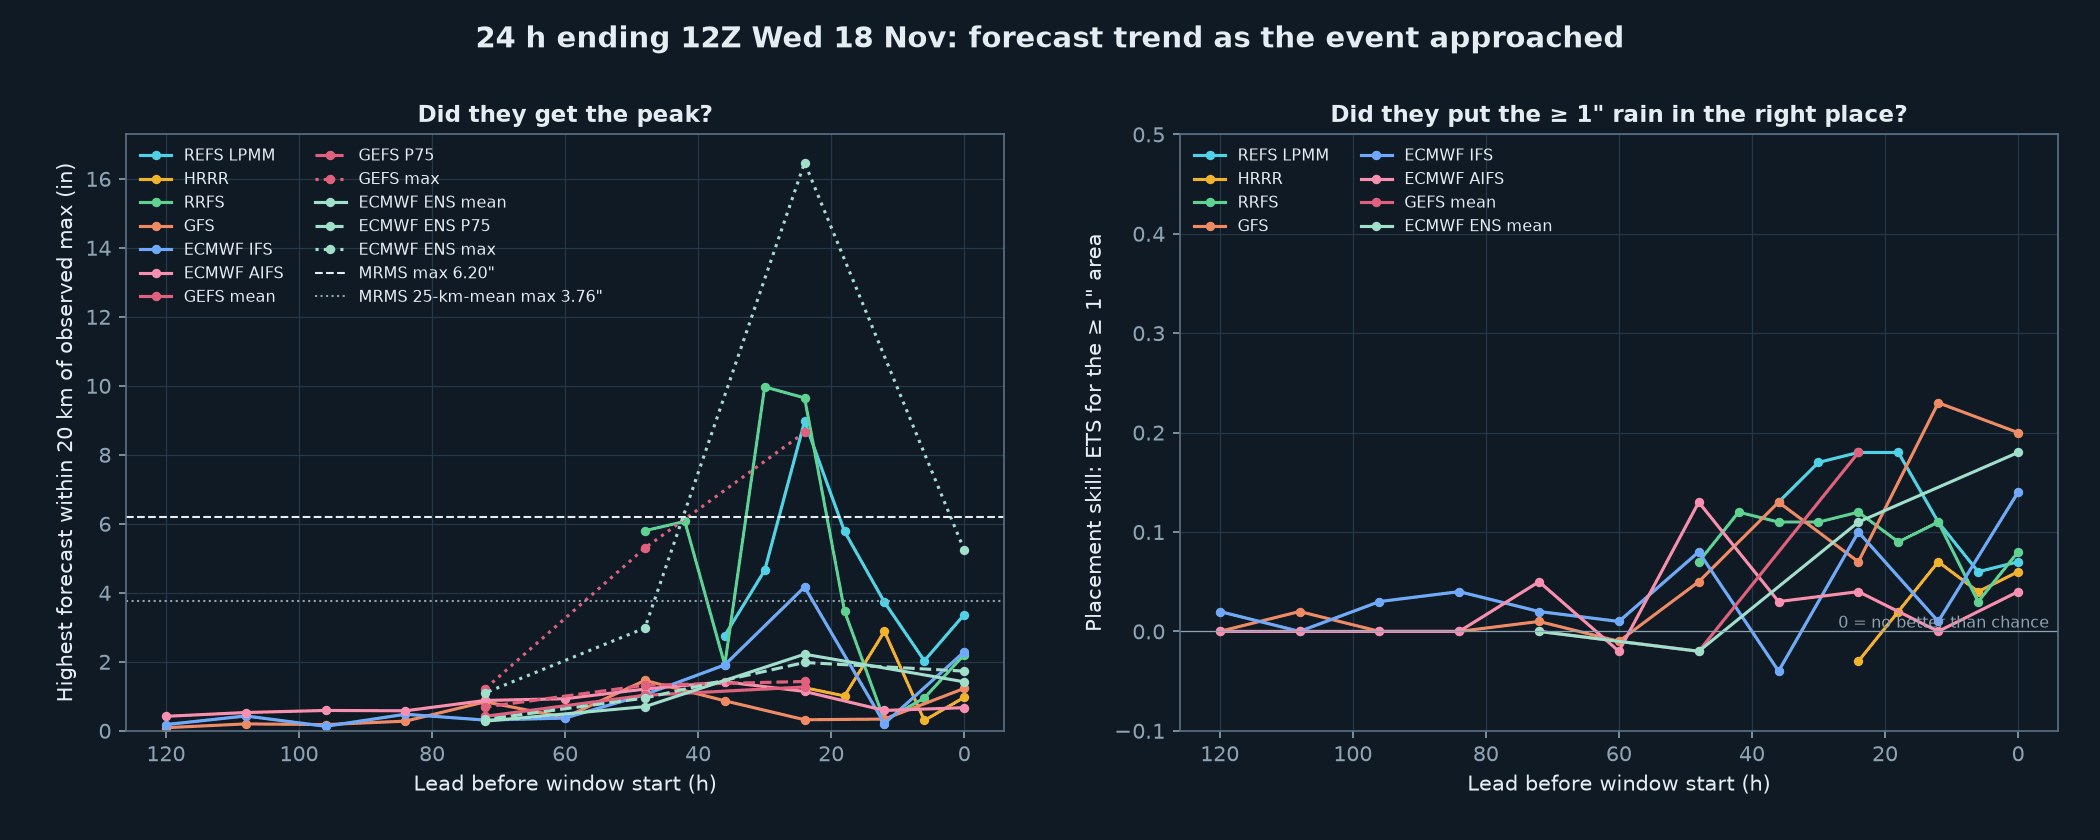 24 h ending 12Z Wed 18 Nov: forecast trend as the event approached
Did they get the peak?
Highest forecast within 20 km of observed max (in)
16
14
12
10
8
6
4
2
0
REFS LPMM
HRRR
RRFS
GFS
ECMWF IFS
ECMWF AIFS
GEFS mean
GEFS P75
GEFS max
ECMWF ENS mean
ECMWF ENS P75
ECMWF ENS max
MRMS max 6.20"
MRMS 25-km-mean max 3.76"
120 100 80 60 40 20 0
Lead before window start (h)
Did they put the ≥ 1" rain in the right place?
Placement skill: ETS for the ≥ 1" area
0.5
0.4
0.3
0.2
0.1
0.0
−0.1
REFS LPMM
HRRR
RRFS
GFS
ECMWF IFS
ECMWF AIFS
GEFS mean
ECMWF ENS mean
0 = no better than chance
120 100 80 60 40 20 0
Lead before window start (h)